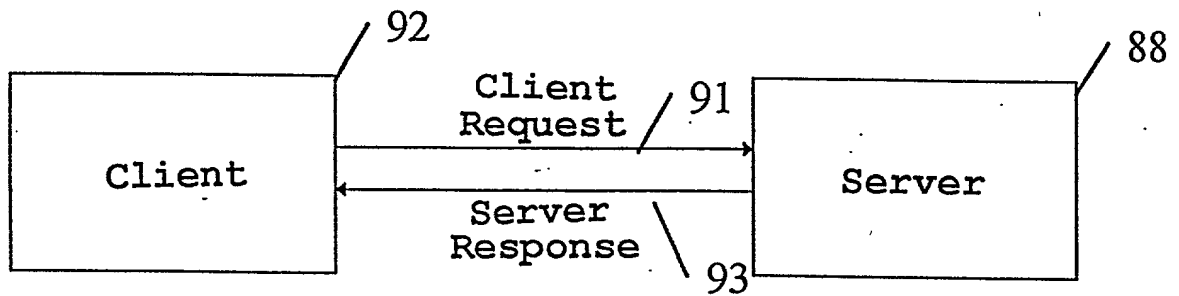 92
88
Client
Request
91
Client
Server
Server
Response
93